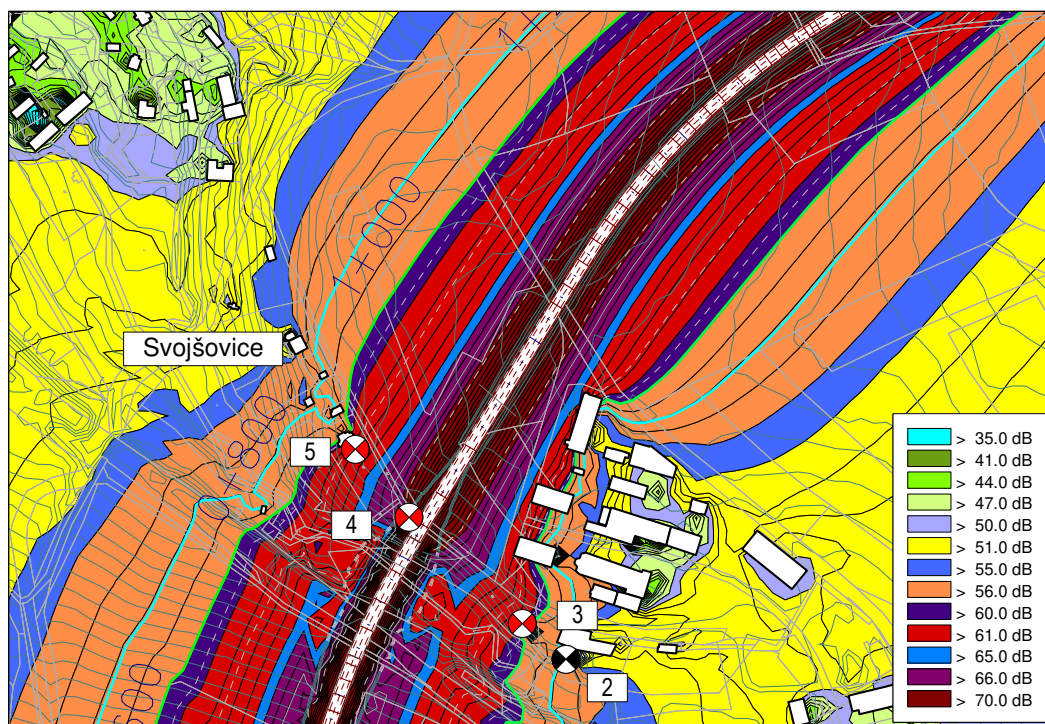 Svojšovice
5
4
3
2
> 35.0 dB
> 41.0 dB
> 44.0 dB
> 47.0 dB
> 50.0 dB
> 51.0 dB
> 55.0 dB
> 56.0 dB
> 60.0 dB
> 61.0 dB
> 65.0 dB
> 66.0 dB
> 70.0 dB